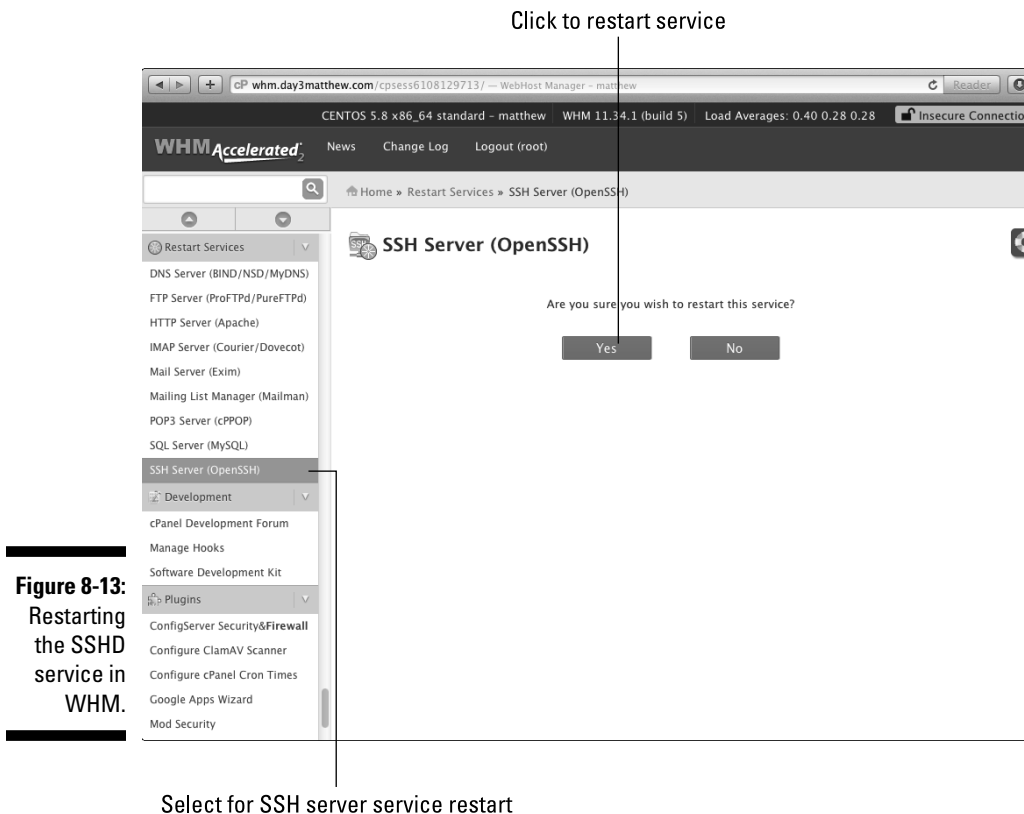 Click to restart service
cP whm.day3matthew.com/cpsess6108129713/ — WebHost Manager – matthew
Reader
CENTOS 5.8 x86_64 standard – matthew WHM 11.34.1 (build 5) Load Averages: 0.40 0.28 0.28 Insecure Connectio
WHM Accelerated2 News Change Log Logout (root)
Home » Restart Services » SSH Server (OpenSSH)
Restart Services
DNS Server (BIND/NSD/MyDNS)
FTP Server (ProFTPd/PureFTPd)
HTTP Server (Apache)
IMAP Server (Courier/Dovecot)
Mail Server (Exim)
Mailing List Manager (Mailman)
POP3 Server (cPPOP)
SQL Server (MySQL)
SSH Server (OpenSSH)
Development
cPanel Development Forum
Manage Hooks
Software Development Kit
Plugins
ConfigServer Security&Firewall
Configure ClamAV Scanner
Configure cPanel Cron Times
Google Apps Wizard
Mod Security
SSH
SSH Server (OpenSSH)
Are you sure you wish to restart this service?
Yes No
Figure 8-13:
Restarting
the SSHD
service in
WHM.
Select for SSH server service restart